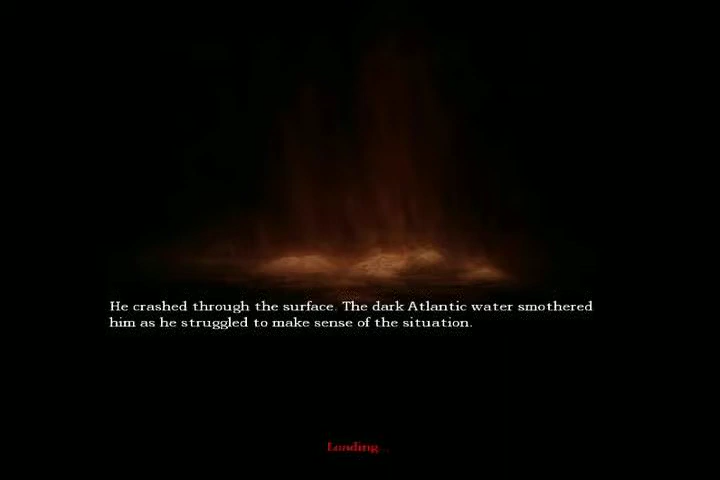 He crashed through the surface. The dark Atlantic water smothered
him as he struggled to make sense of the situation.
Loading...